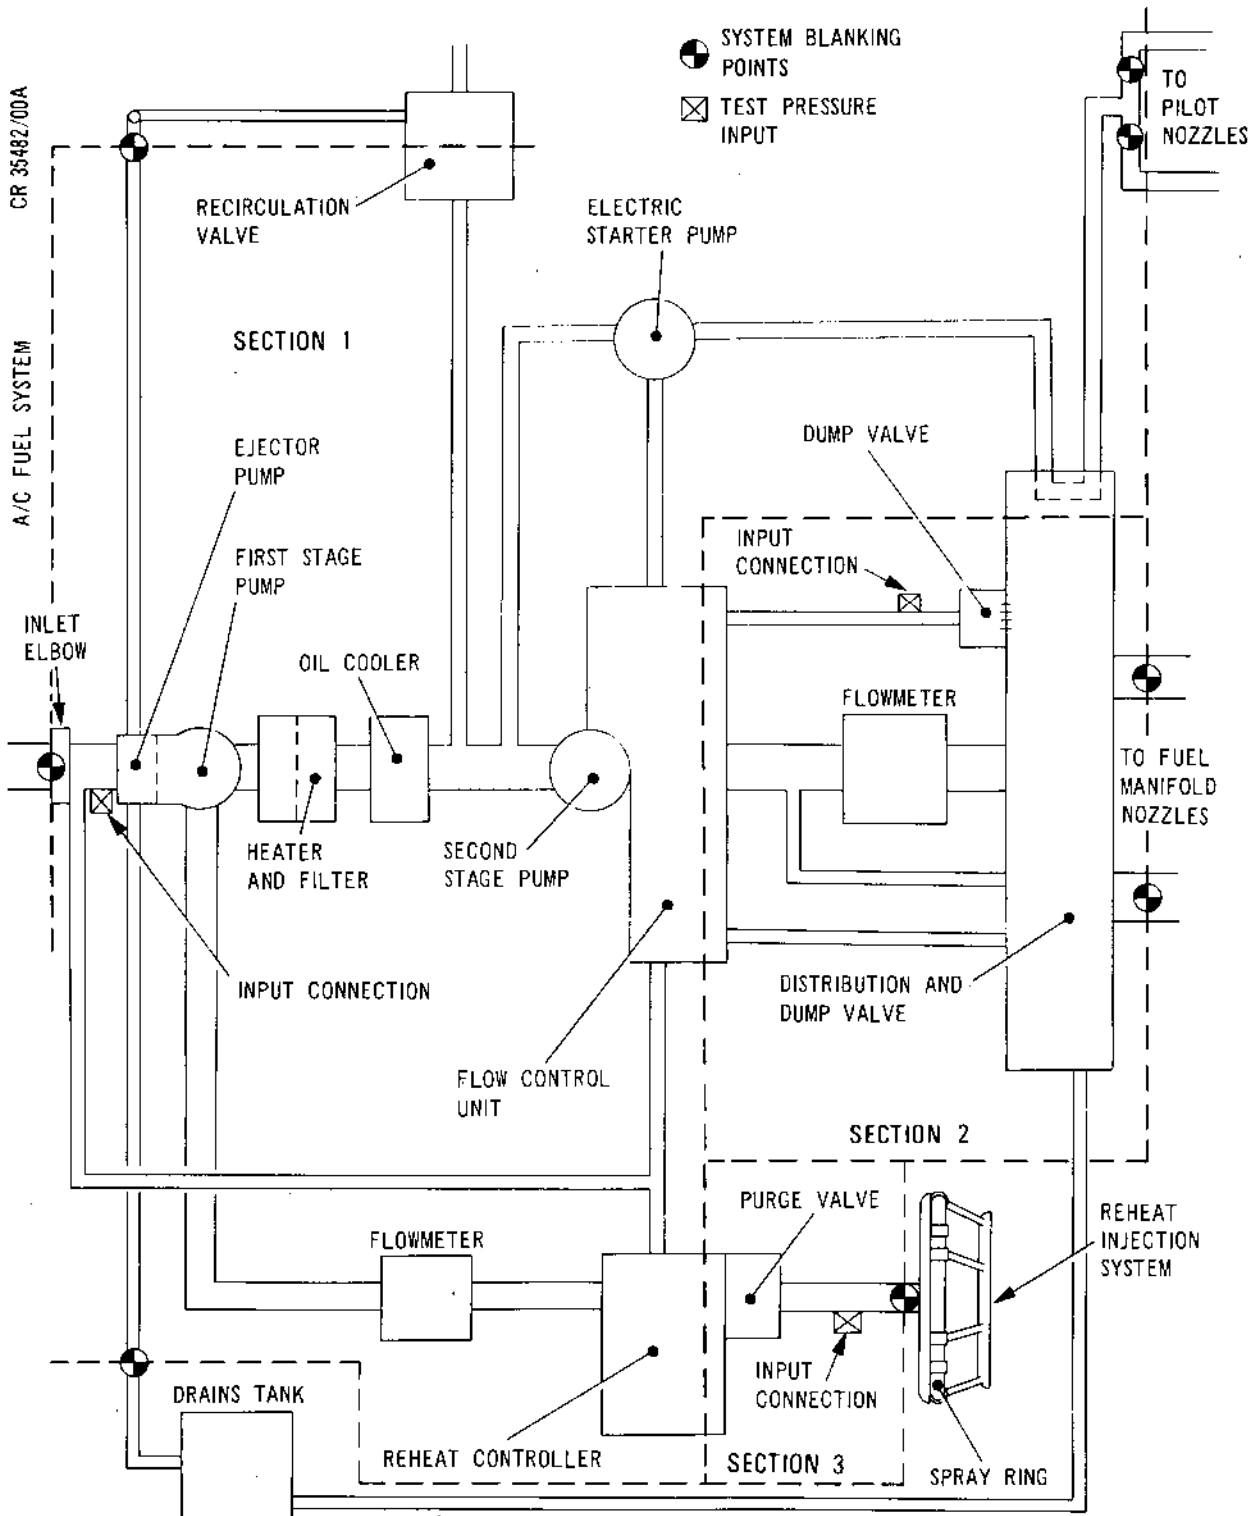 CR 35482/00A
A/C FUEL SYSTEM
SYSTEM BLANKING
POINTS
TEST PRESSURE
INPUT
TO
PILOT
NOZZLES
RECIRCULATION
VALVE
ELECTRIC
STARTER PUMP
SECTION 1
EJECTOR
PUMP
DUMP VALVE
FIRST STAGE
PUMP
INPUT
CONNECTION
INLET
ELBOW
OIL COOLER
FLOWMETER
TO FUEL
MANIFOLD
NOZZLES
HEATER
AND FILTER
SECOND
STAGE PUMP
INPUT CONNECTION
DISTRIBUTION AND
DUMP VALVE
FLOW CONTROL
UNIT
SECTION 2
PURGE VALVE
REHEAT
INJECTION
SYSTEM
FLOWMETER
INPUT
CONNECTION
DRAINS TANK
REHEAT CONTROLLER
SECTION 3
SPRAY RING